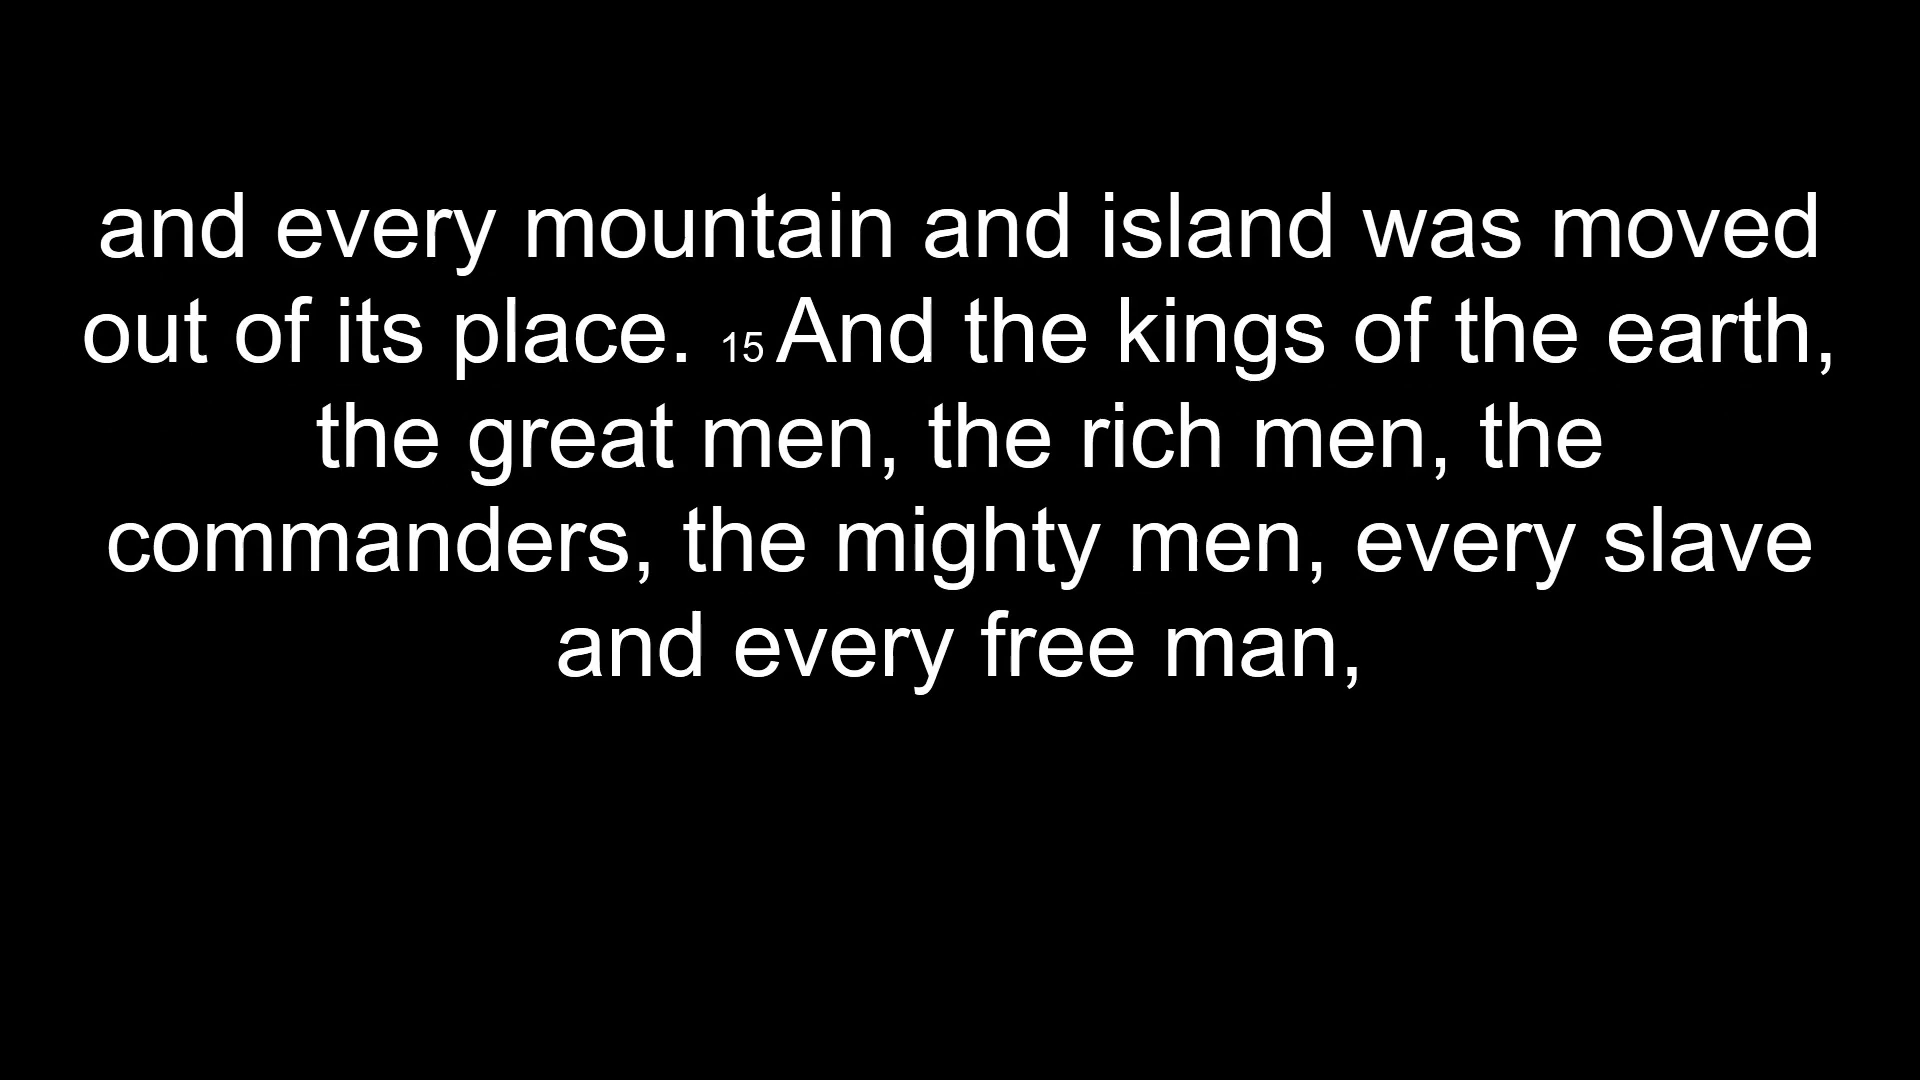 and every mountain and island was moved
out of its place. 15 And the kings of the earth,
the great men, the rich men, the
commanders, the mighty men, every slave
and every free man,